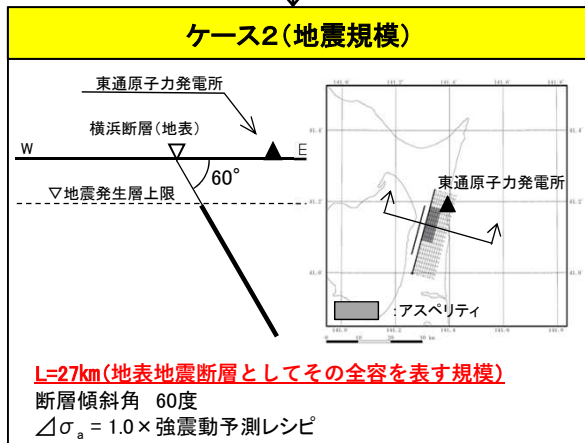 ケース2(地震規模)
東通原子力発電所
横浜断層(地表)
W
E
60°
▽地震発生層上限
東通原子力発電所
:アスペリティ
L=27km(地表地震断層としてその全容を表す規模)
断層傾斜角 60度
⊿σa = 1.0×強震動予測レシピ